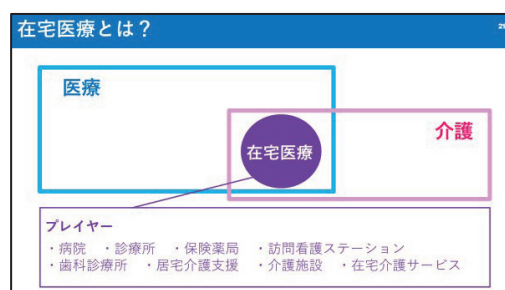 在宅医療とは？
医療
介護
在宅医療
プレイヤー
・病院 ・診療所 ・保険薬局 ・訪問看護ステーション
・歯科診療所 ・居宅介護支援 ・介護施設 ・在宅介護サービス